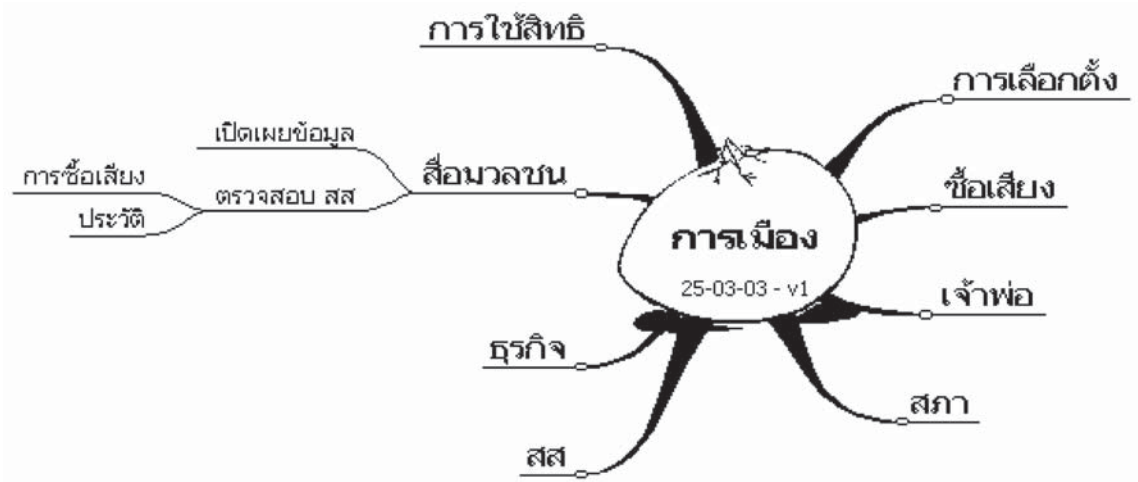 การใช้สิทธิ
การเลือกตั้ง
เปิดเผยข้อมูล
การซื้อเสียง
ตรวจสอบ สส
ประวัติ
สื่อมวลชน
ซื้อเสียง
การเมือง
25-03-03 - v1
เจ้าพ่อ
ธุรกิจ
สภา
สส